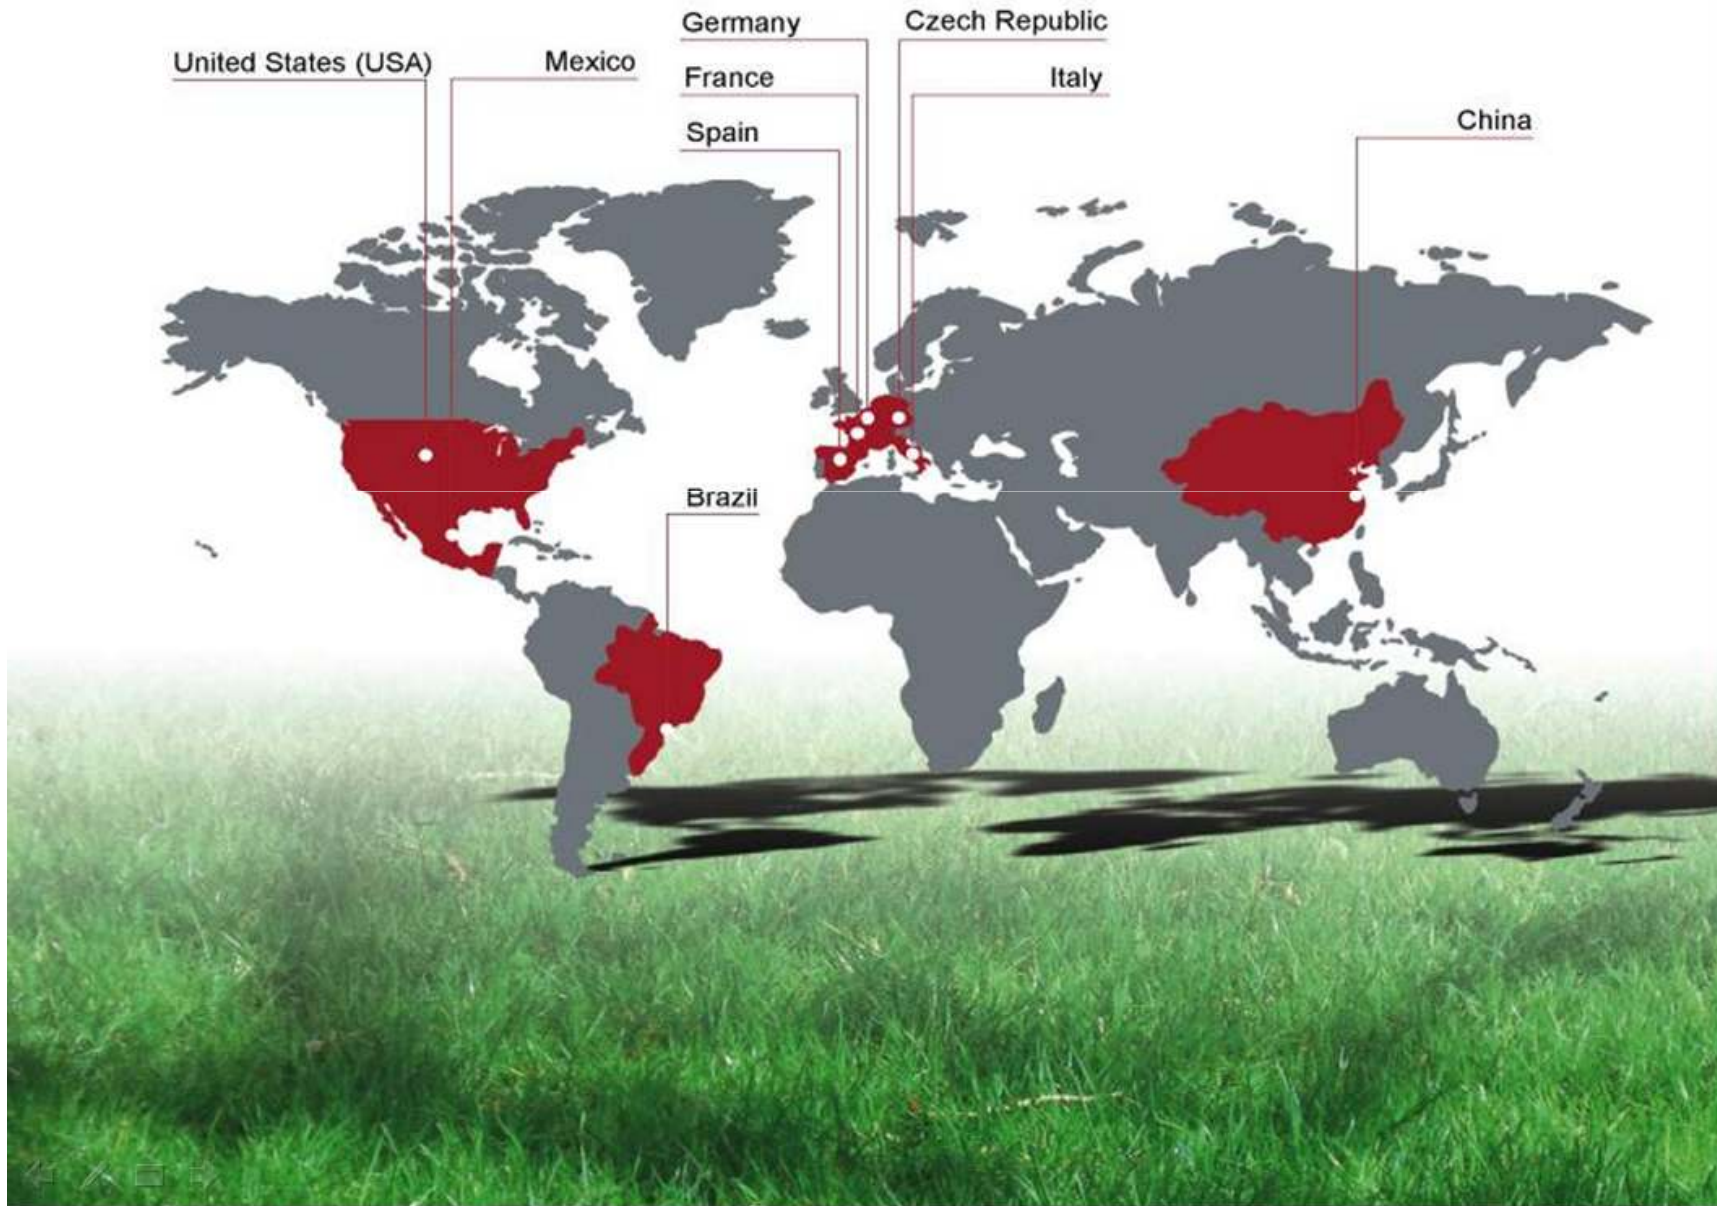 Germany
Czech Republic
United States (USA)
Mexico
France
Italy
Spain
China
Brazil